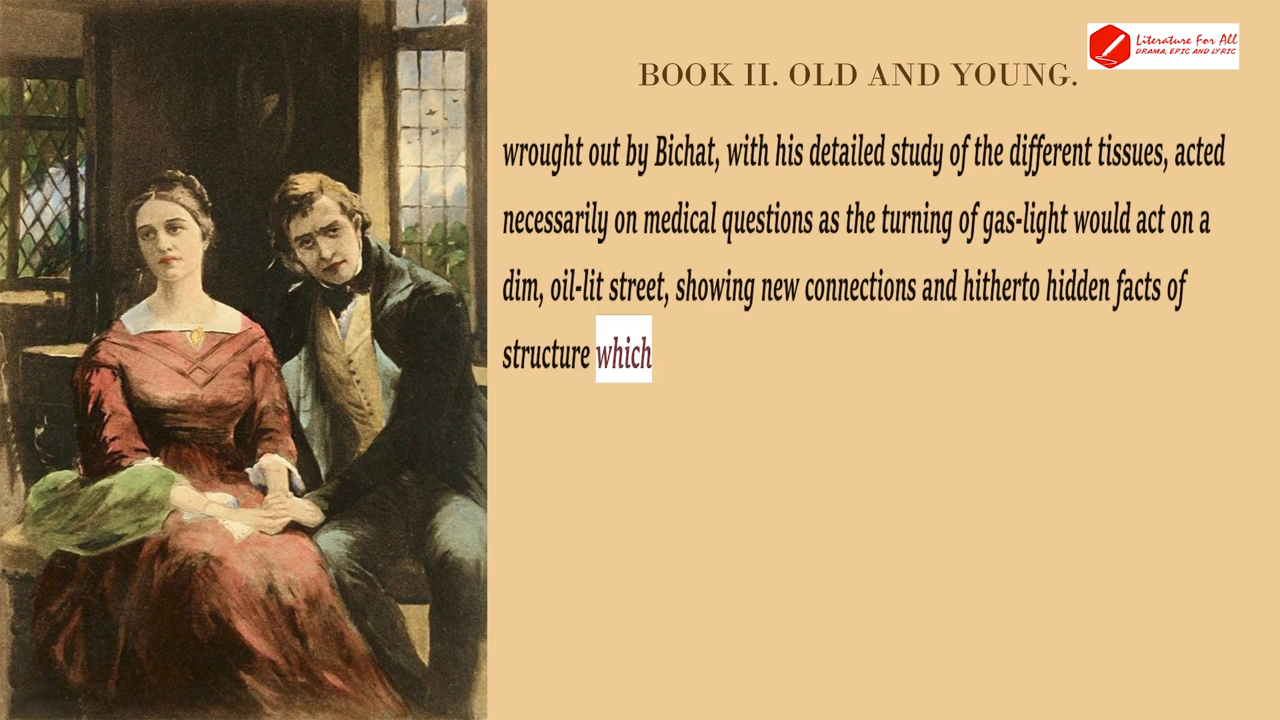 Literature For All
DRAMA, EPIC AND LYRIC
BOOK II. OLD AND YOUNG.
wrought out by Bichat, with his detailed study of the different tissues, acted
necessarily on medical questions as the turning of gas-light would act on a
dim, oil-lit street, showing new connections and hitherto hidden facts of
structure which